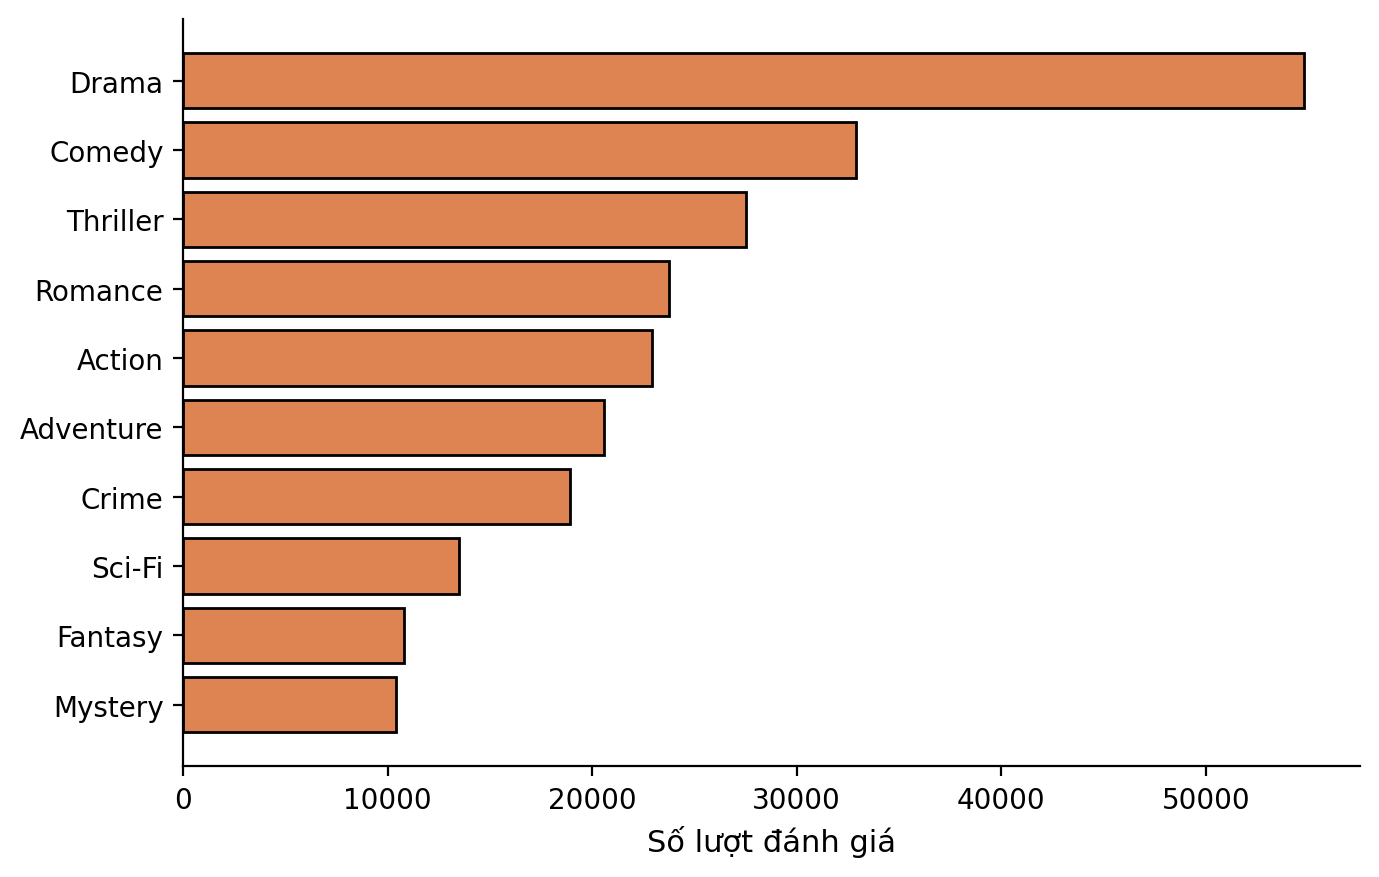 Drama
Comedy
Thriller
Romance
Action
Adventure
Crime
Sci-Fi
Fantasy
Mystery
0 10000 20000 30000 40000 50000
Số lượt đánh giá